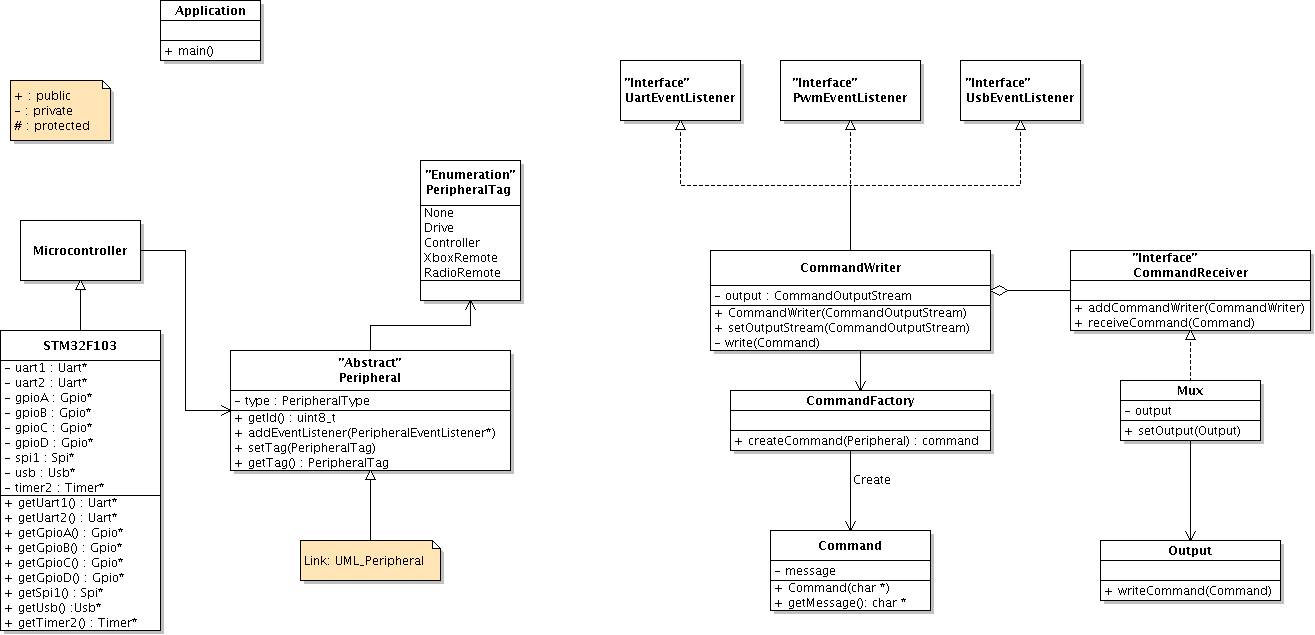 Application
+ main()
+ : public
- : private
# : protected
"Enumeration"
PeripheralTag
None
Drive
Controller
XboxRemote
RadioRemote
Microcontroller
STM32F103
- uart1 : Uart*
- uart2 : Uart*
- gpioA : Gpio*
- gpioB : Gpio*
- gpioC : Gpio*
- gpioD : Gpio*
- spi1 : Spi*
- usb : Usb*
- timer2 : Timer*
+ getUart1() : Uart*
+ getUart2() : Uart*
+ getGpioA() : Gpio*
+ getGpioB() : Gpio*
+ getGpioC() : Gpio*
+ getGpioD() : Gpio*
+ getSpi1() : Spi*
+ getUsb() :Usb*
+ getTimer2() : Timer*
"Abstract"
Peripheral
- type : PeripheralType
+ getId() : uint8_t
+ addEventListener(PeripheralEventListener*)
+ setTag(PeripheralTag)
+ getTag() : PeripheralTag
Link: UML_Peripheral
"Interface"
UartEventListener
"Interface"
PwmEventListener
"Interface"
UsbEventListener
CommandWriter
- output : CommandOutputStream
+ CommandWriter(CommandOutputStream)
+ setOutputStream(CommandOutputStream)
- write(Command)
"Interface"
CommandReceiver
+ addCommandWriter(CommandWriter)
+ receiveCommand(Command)
CommandFactory
+ createCommand(Peripheral) : command
Create
Command
- message
+ Command(char *)
+ getMessage(): char *
Mux
- output
+ setOutput(Output)
Output
+ writeCommand(Command)